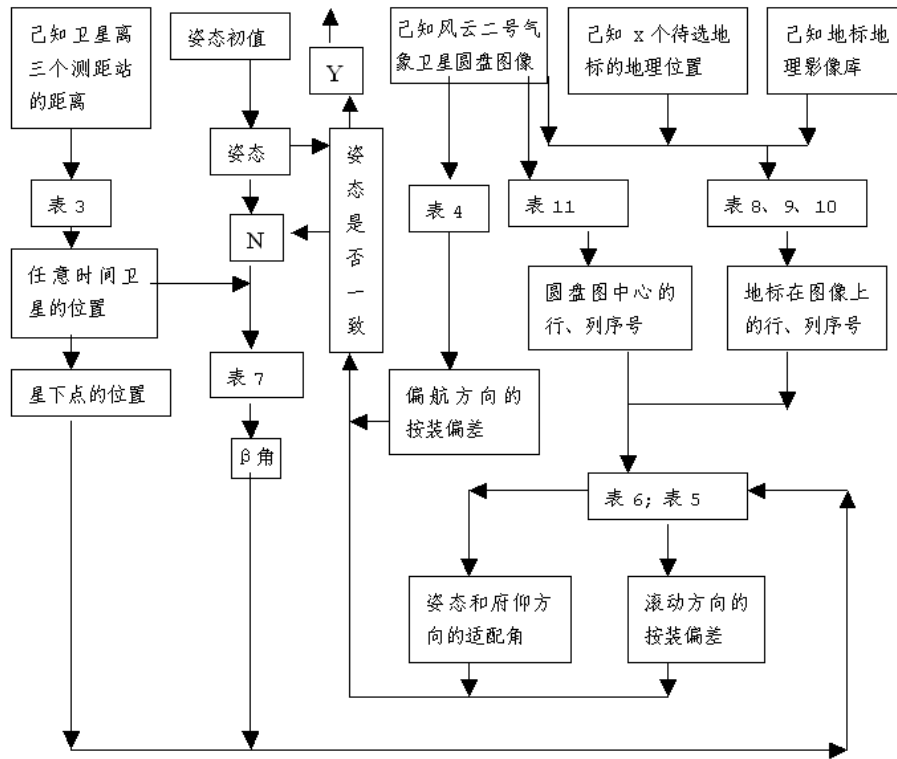 已知卫星离
三个测距站
的距离
姿态初值
Y
已知风云二号气
象卫星圆盘图像
已知 x 个待选地
标的地理位置
已知地标地
理影像库
姿态
姿
态
是
否
一
致
表 3
N
表 4
表 11
表 8、9、10
任意时间卫
星的位置
圆盘图中心的
行、列序号
地标在图像上
的行、列序号
星下点的位置
表 7
偏航方向的
按装偏差
β角
表 6; 表 5
姿态和府仰方
向的适配角
滚动方向的
按装偏差